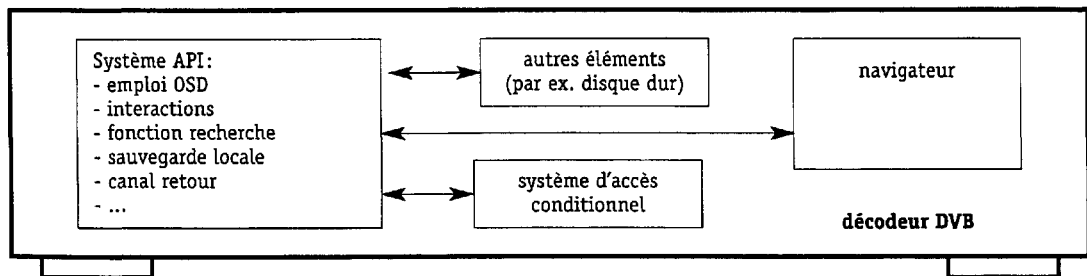 Système API:
- emploi OSD
- interactions
- fonction recherche
- sauvegarde locale
- canal retour
- ...
autres éléments
(par ex. disque dur)
système d'accès
conditionnel
navigateur
décodeur DVB